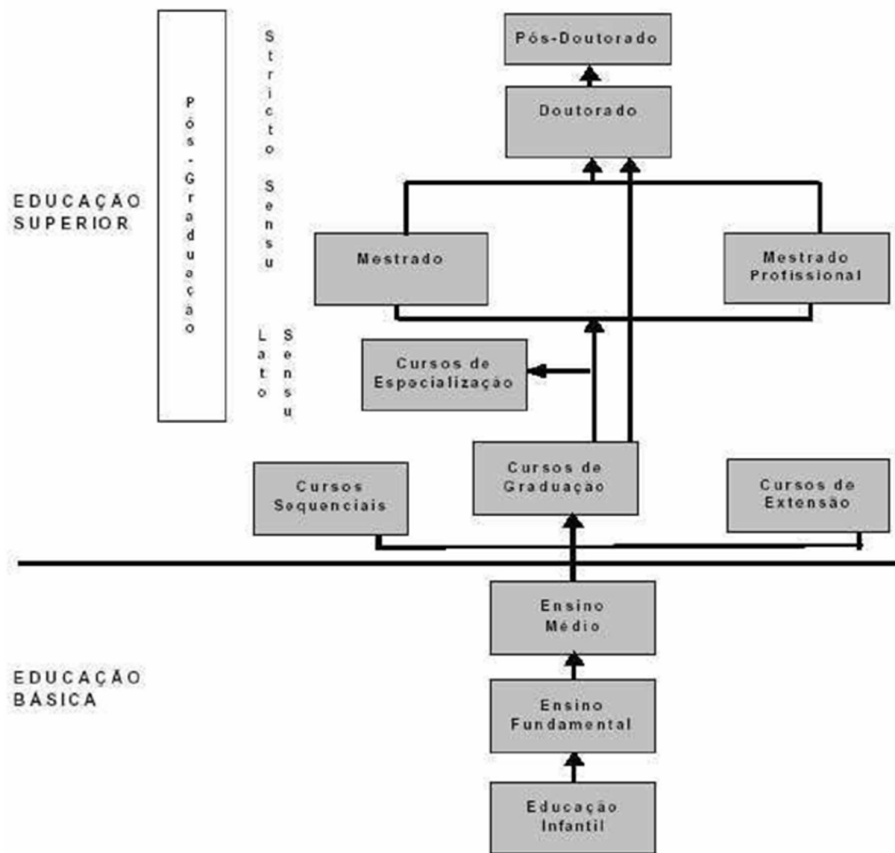 Pós-Doutorado
Doutorado
Stricto Sensu
Pós-Graduação
EDUCAÇÃO
SUPERIOR
Mestrado
Mestrado
Profissional
Lato
Sensu
Cursos de
Especialização
Cursos
Sequenciais
Cursos de
Graduação
Cursos de
Extensão
Ensino
Médio
EDUCAÇÃO
BÁSICA
Ensino
Fundamental
Educação
Infantil